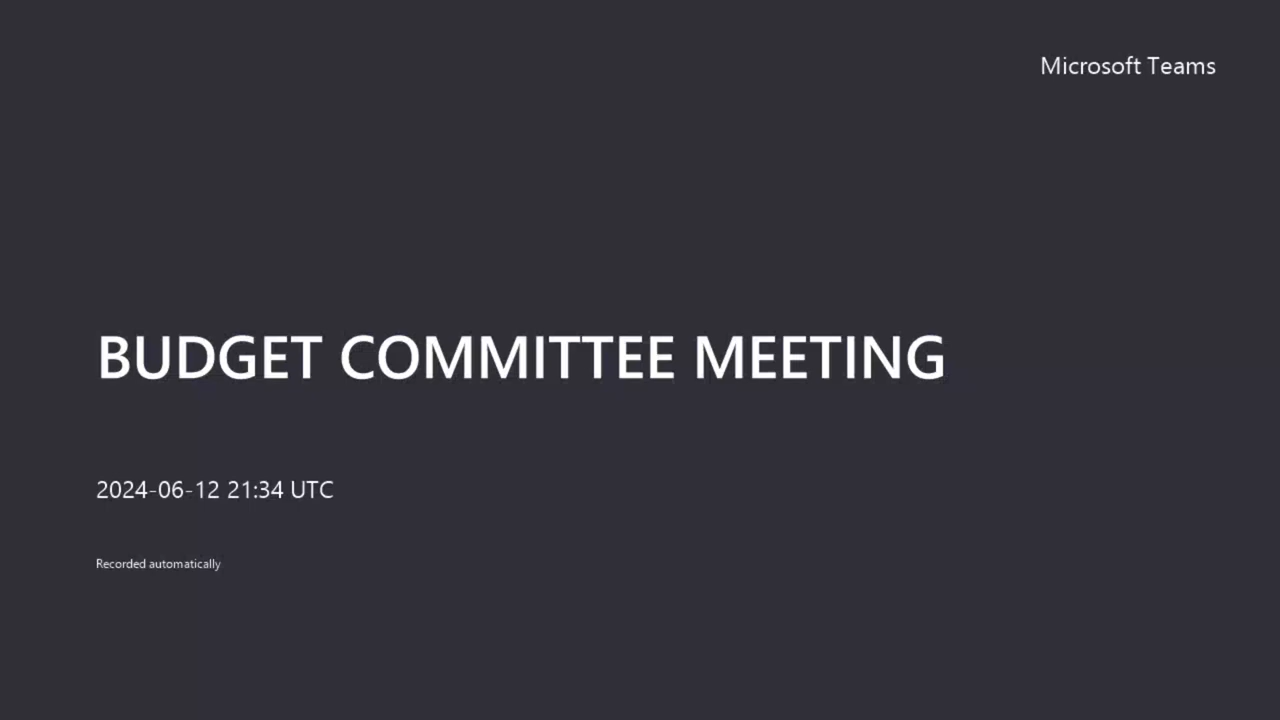 Microsoft Teams
BUDGET COMMITTEE MEETING
2024-06-12 21:34 UTC
Recorded automatically